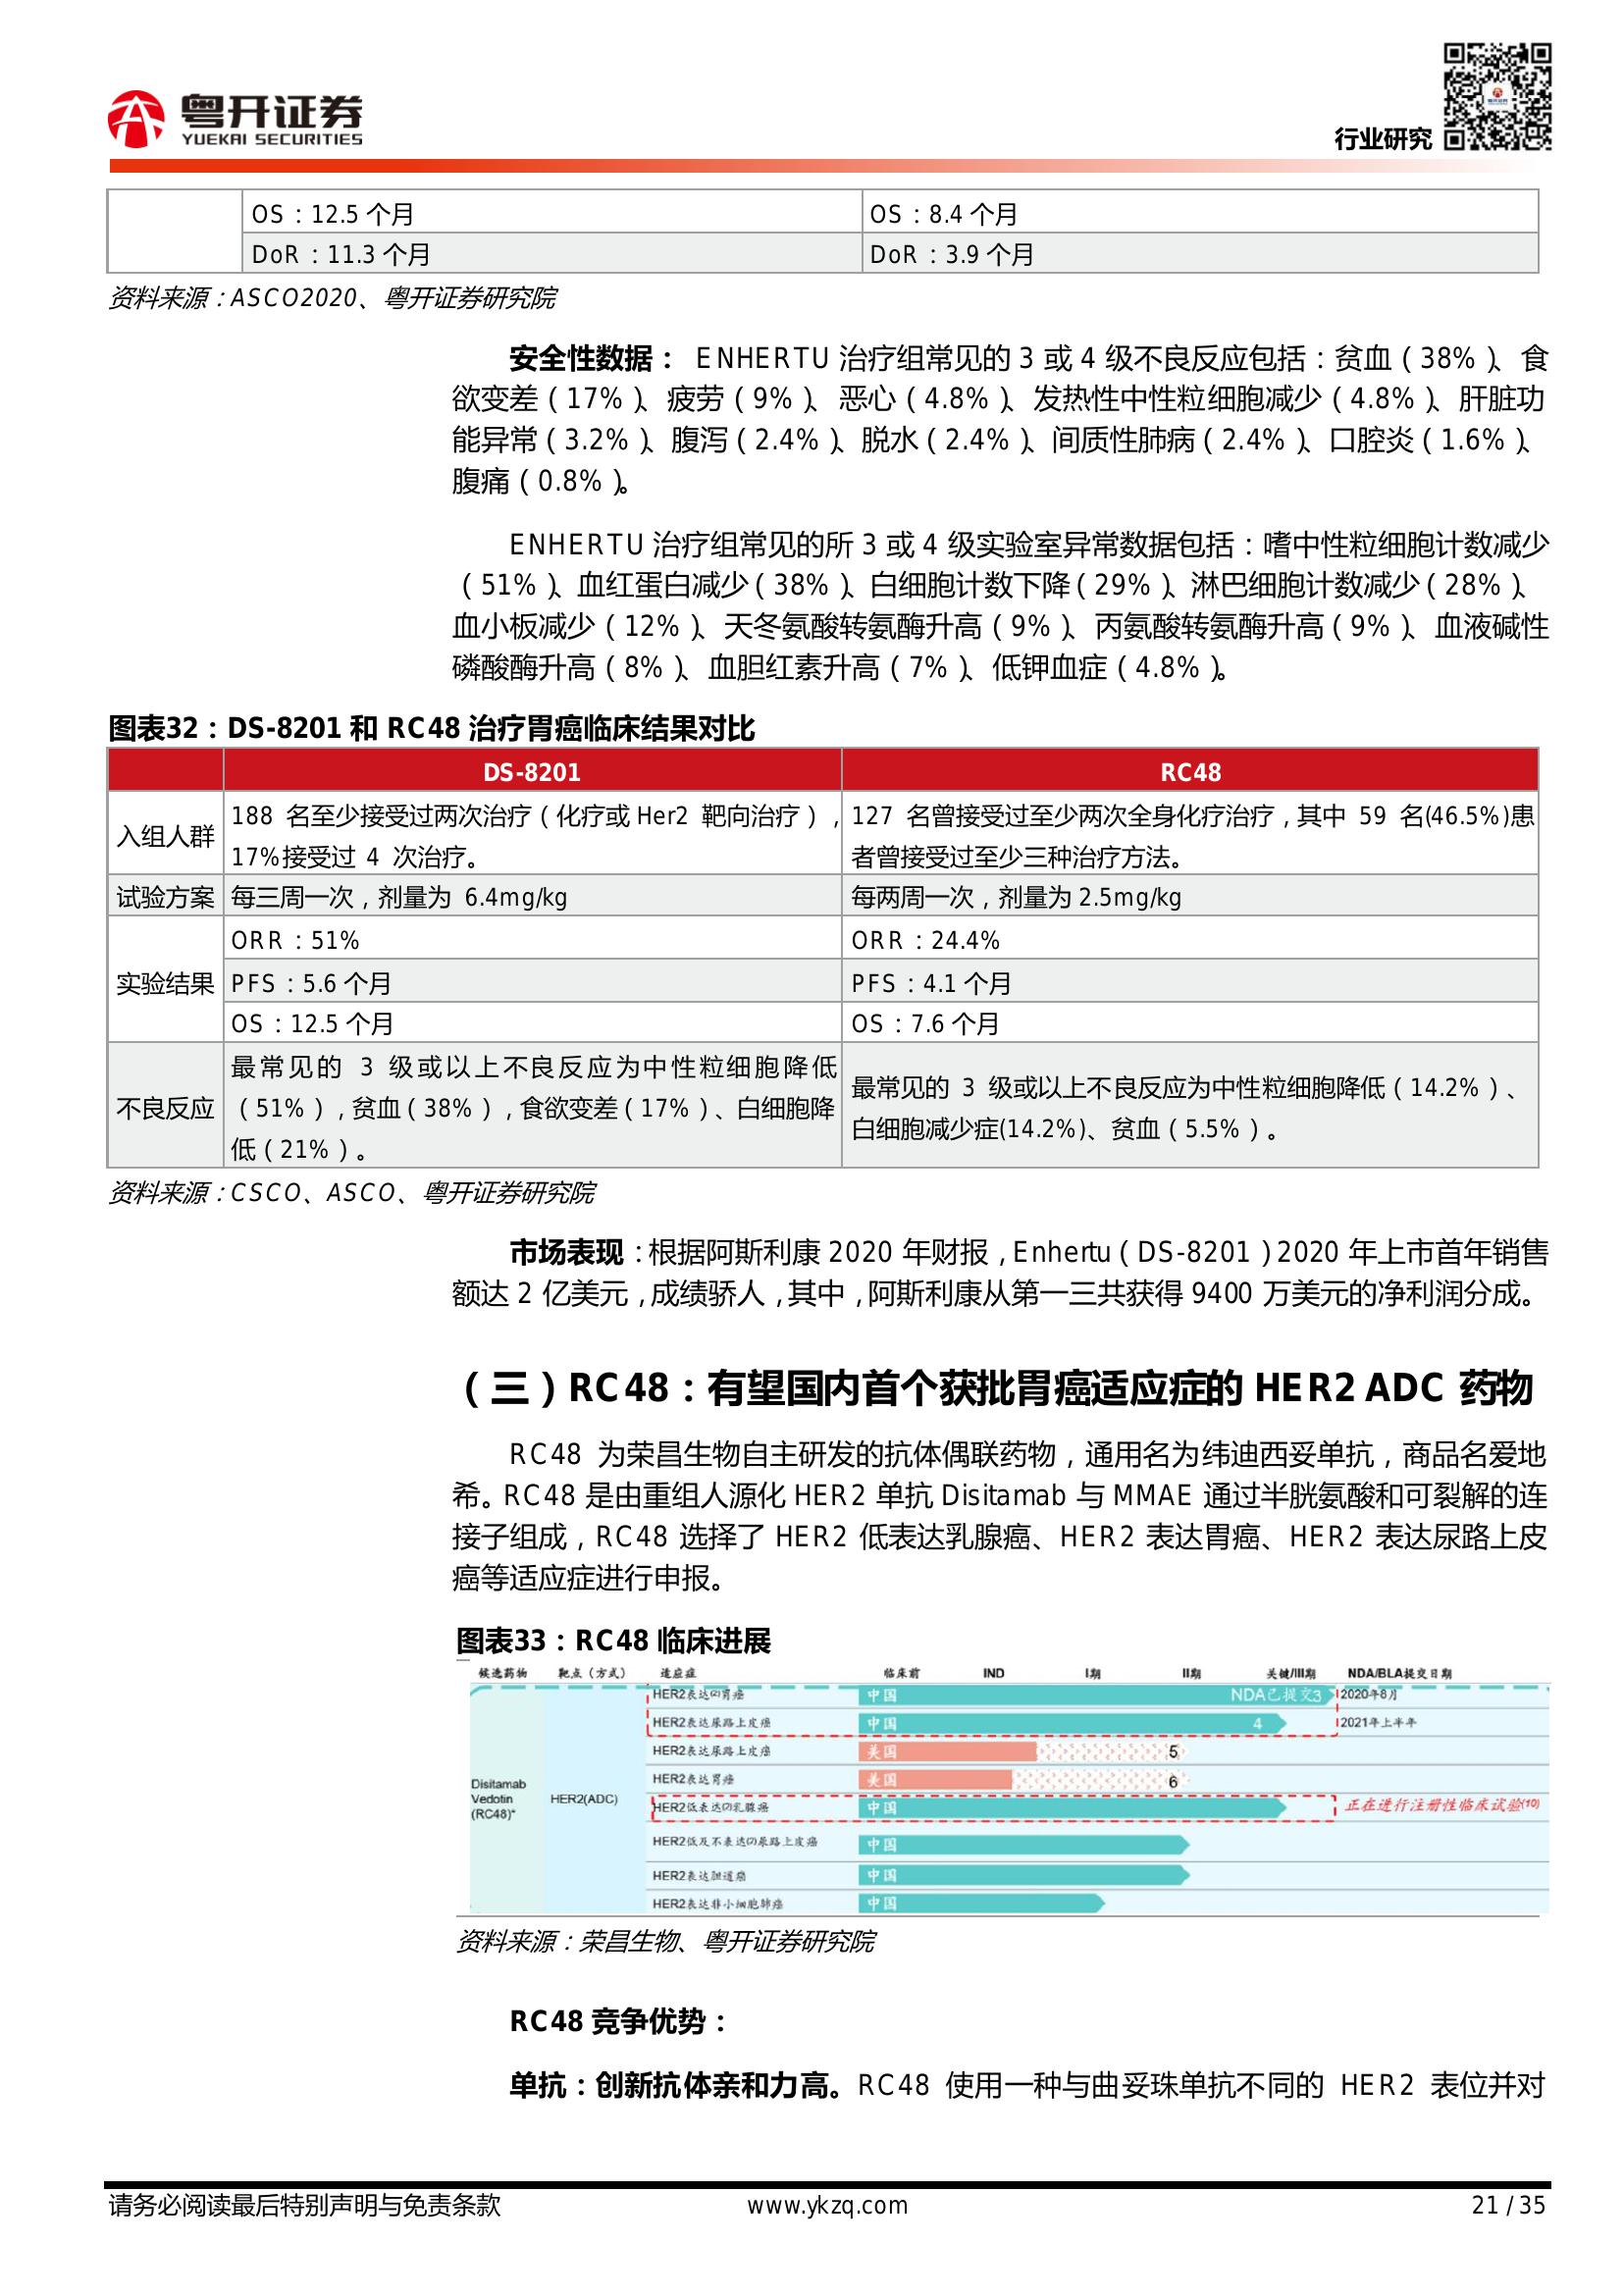 粤开证券
YUEKAI SECURITIES
行业研究
OS：12.5 个月
OS：8.4 个月
DoR：11.3 个月
DoR：3.9 个月
资料来源：ASCO2020、粤开证券研究院
安全性数据： ENHERTU 治疗组常见的 3 或 4 级不良反应包括：贫血（38%）、食
欲变差（17%）、疲劳（9%）、恶心（4.8%）、发热性中性粒细胞减少（4.8%）、肝脏功
能异常（3.2%）、腹泻（2.4%）、脱水（2.4%）、间质性肺病（2.4%）、口腔炎（1.6%）、
腹痛（0.8%）。
ENHERTU 治疗组常见的所 3 或 4 级实验室异常数据包括：嗜中性粒细胞计数减少
（51%）、血红蛋白减少（38%）、白细胞计数下降（29%）、淋巴细胞计数减少（28%）、
血小板减少（12%）、天冬氨酸转氨酶升高（9%）、丙氨酸转氨酶升高（9%）、血液碱性
磷酸酶升高（8%）、血胆红素升高（7%）、低钾血症（4.8%）。
图表32：DS-8201 和 RC48 治疗胃癌临床结果对比
DS-8201
RC48
入组人群
188 名至少接受过两次治疗（化疗或 Her2 靶向治疗），
17%接受过 4 次治疗。
127 名曾接受过至少两次全身化疗治疗，其中 59 名(46.5%)患
者曾接受过至少三种治疗方法。
试验方案
每三周一次，剂量为 6.4mg/kg
每两周一次，剂量为 2.5mg/kg
实验结果
ORR：51%
ORR：24.4%
PFS：5.6 个月
PFS：4.1 个月
OS：12.5 个月
OS：7.6 个月
不良反应
最常见的 3 级或以上不良反应为中性粒细胞降低
（51%），贫血（38%），食欲变差（17%）、白细胞降
低（21%）。
最常见的 3 级或以上不良反应为中性粒细胞降低（14.2%）、
白细胞减少症(14.2%)、贫血（5.5%）。
资料来源：CSCO、ASCO、粤开证券研究院
市场表现：根据阿斯利康 2020 年财报，Enhertu（DS-8201）2020 年上市首年销售
额达 2 亿美元，成绩骄人，其中，阿斯利康从第一三共获得 9400 万美元的净利润分成。
（三）RC48：有望国内首个获批胃癌适应症的 HER2 ADC 药物
RC48 为荣昌生物自主研发的抗体偶联药物，通用名为纬迪西妥单抗，商品名爱地
希。RC48 是由重组人源化 HER2 单抗 Disitamab 与 MMAE 通过半胱氨酸和可裂解的连
接子组成，RC48 选择了 HER2 低表达乳腺癌、HER2 表达胃癌、HER2 表达尿路上皮
癌等适应症进行申报。
图表33：RC48 临床进展
候选药物 靶点（方式） 适应症 临床前 IND I期 II期 关键/III期 NDA/BLA提交日期
HER2表达的胃癌 中国 NDA已提交3 2020年8月
HER2表达尿路上皮癌 中国 4 2021年上半年
HER2表达尿路上皮癌 美国 5
HER2表达胃癌 美国 6
Disitamab
Vedotin
(RC48)*
HER2(ADC)
HER2低表达的乳腺癌 中国 正在进行注册性临床试验(10)
HER2低及不表达的尿路上皮癌 中国
HER2表达胆道癌 中国
HER2表达非小细胞肺癌 中国
资料来源：荣昌生物、粤开证券研究院
RC48 竞争优势：
单抗：创新抗体亲和力高。RC48 使用一种与曲妥珠单抗不同的 HER2 表位并对
请务必阅读最后特别声明与免责条款
www.ykzq.com
21 / 35